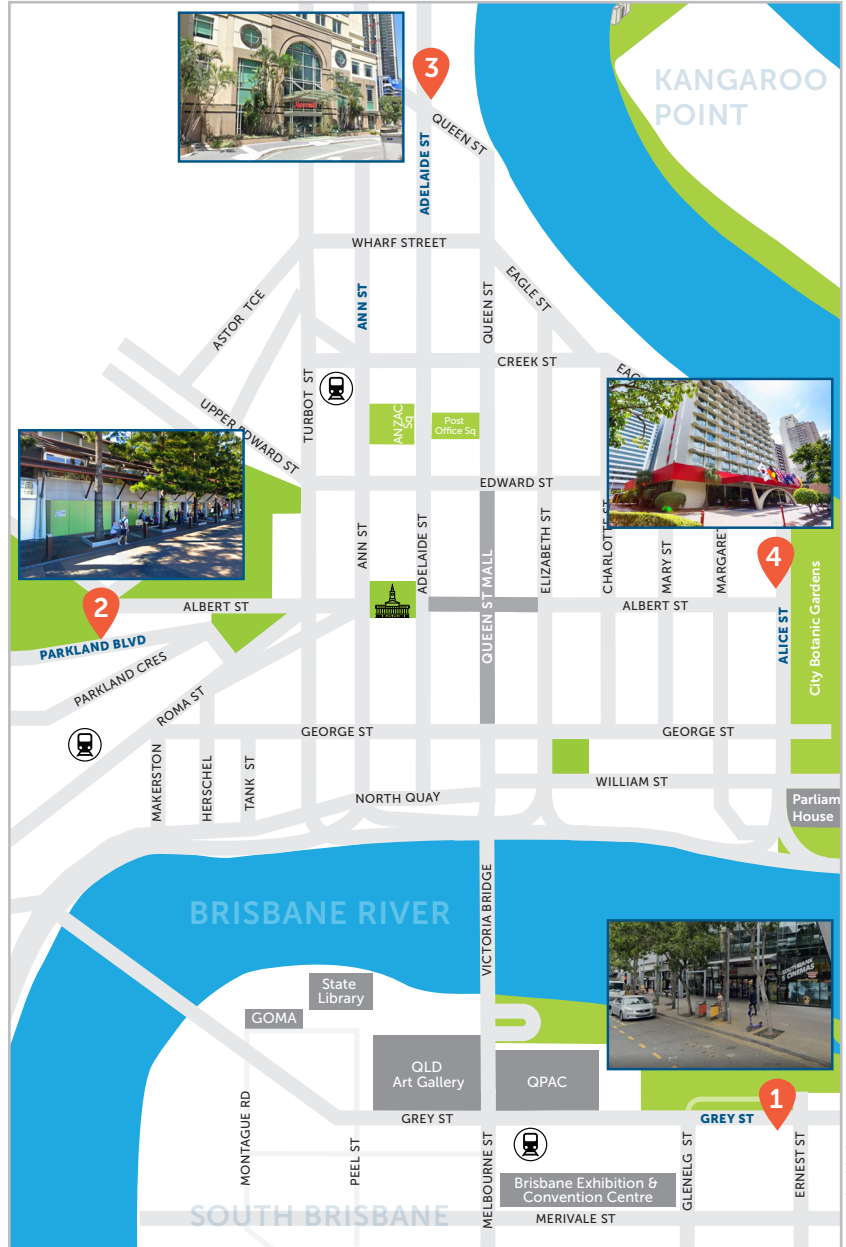 3
KANGAROO
POINT
Marriott
QUEEN ST
ADELAIDE ST
WHARF STREET
EAGLE ST
ASTOR TCE
ANN ST
QUEEN ST
CREEK ST
TURBOT ST
UPPER EDWARD ST
ANZAC
Sq
Post
Office Sq
EDWARD ST
ANN ST
ADELAIDE ST
QUEEN ST MALL
ELIZABETH ST
MARY ST
4
2
ALBERT ST
ALBERT ST
PARKLAND BLVD
PARKLAND CRES
ALICE ST
City Botanic Gardens
ROMA ST
GEORGE ST
GEORGE ST
MAKERSTON
HERSCHEL
TANK ST
WILLIAM ST
NORTH QUAY
House
VICTORIA BRIDGE
BRISBANE RIVER
SOUTHBANK
CINEMAS
State
Library
GOMA
QLD
Art Gallery
QPAC
1
GREY ST
GREY ST
MONTAGUE RD
PEEL ST
MELBOURNE ST
GLENELG ST
ERNEST ST
Brisbane Exhibition &
Convention Centre
SOUTH BRISBANE
MERIVALE ST